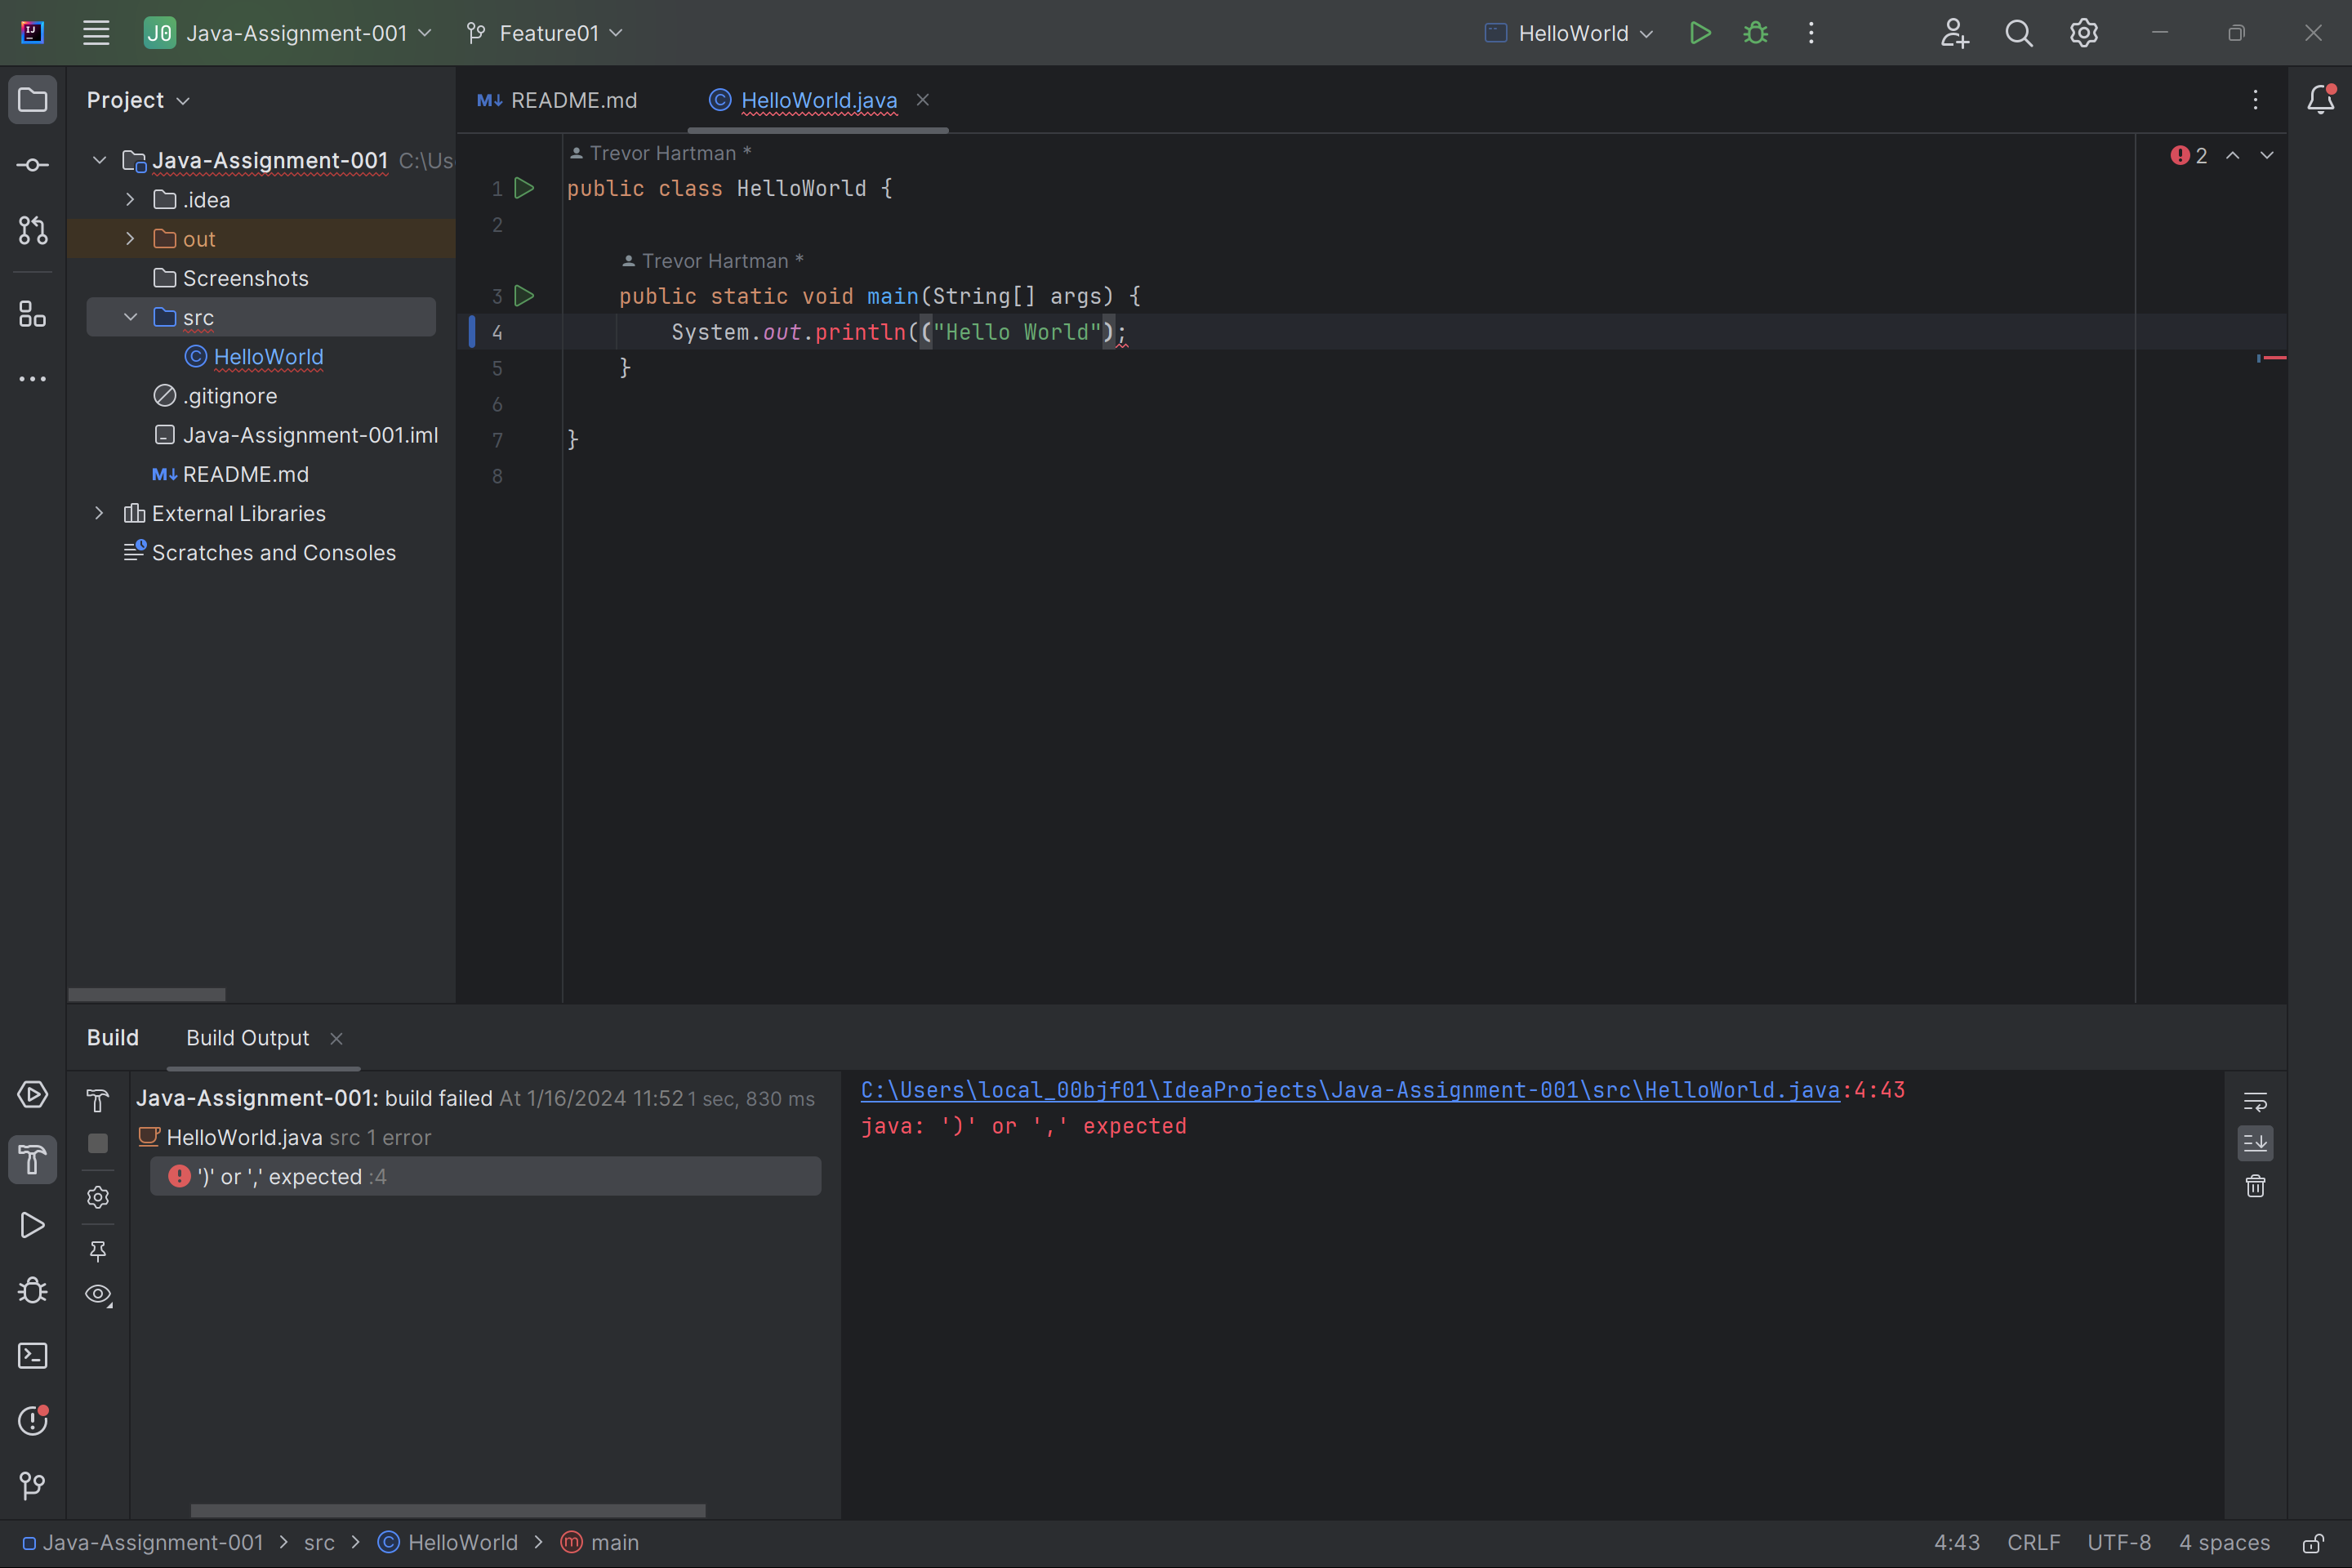 J0 Java-Assignment-001 Feature01 HelloWorld
Project
README.md HelloWorld.java
Java-Assignment-001 C:\Us
.idea
out
Screenshots
src
HelloWorld
.gitignore
Java-Assignment-001.iml
M↓ README.md
External Libraries
Scratches and Consoles
Trevor Hartman *
1 public class HelloWorld {
2
Trevor Hartman *
3 public static void main(String[] args) {
4 System.out.println(("Hello World");
5 }
6
7 }
8
2
Build Build Output
Java-Assignment-001: build failed At 1/16/2024 11:52 1 sec, 830 ms
HelloWorld.java src 1 error
')' or ',' expected :4
C:\Users\local_00bjf01\IdeaProjects\Java-Assignment-001\src\HelloWorld.java:4:43
java: ')' or ',' expected
Java-Assignment-001 > src > HelloWorld > main 4:43 CRLF UTF-8 4 spaces